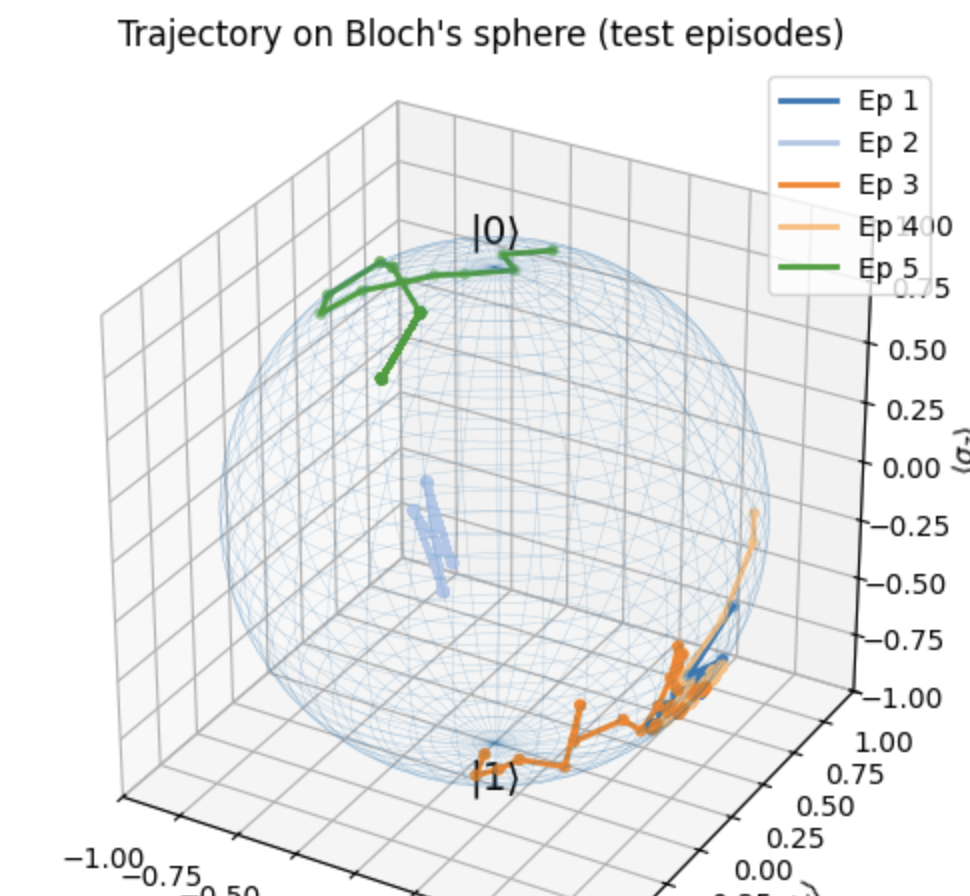 Trajectory on Bloch's sphere (test episodes)
Ep 1
Ep 2
Ep 3
Ep 4
Ep 5
|0⟩
|1⟩
1.00
0.75
0.50
0.25
0.00
−0.25
−0.50
−0.75
−1.00
⟨σz⟩
1.00
0.75
0.50
0.25
0.00
−1.00
−0.75